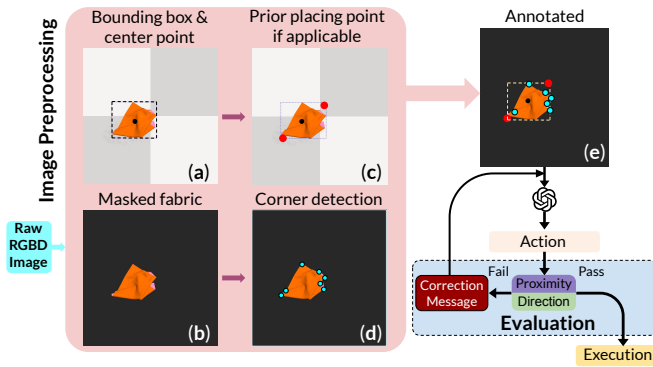 Image Preprocessing
Bounding box &
center point
(a)
Prior placing point
if applicable
(c)
Masked fabric
(b)
Corner detection
(d)
Raw
RGBD
Image
Annotated
(e)
Action
Fail
Pass
Correction
Message
Proximity
Direction
Evaluation
Execution